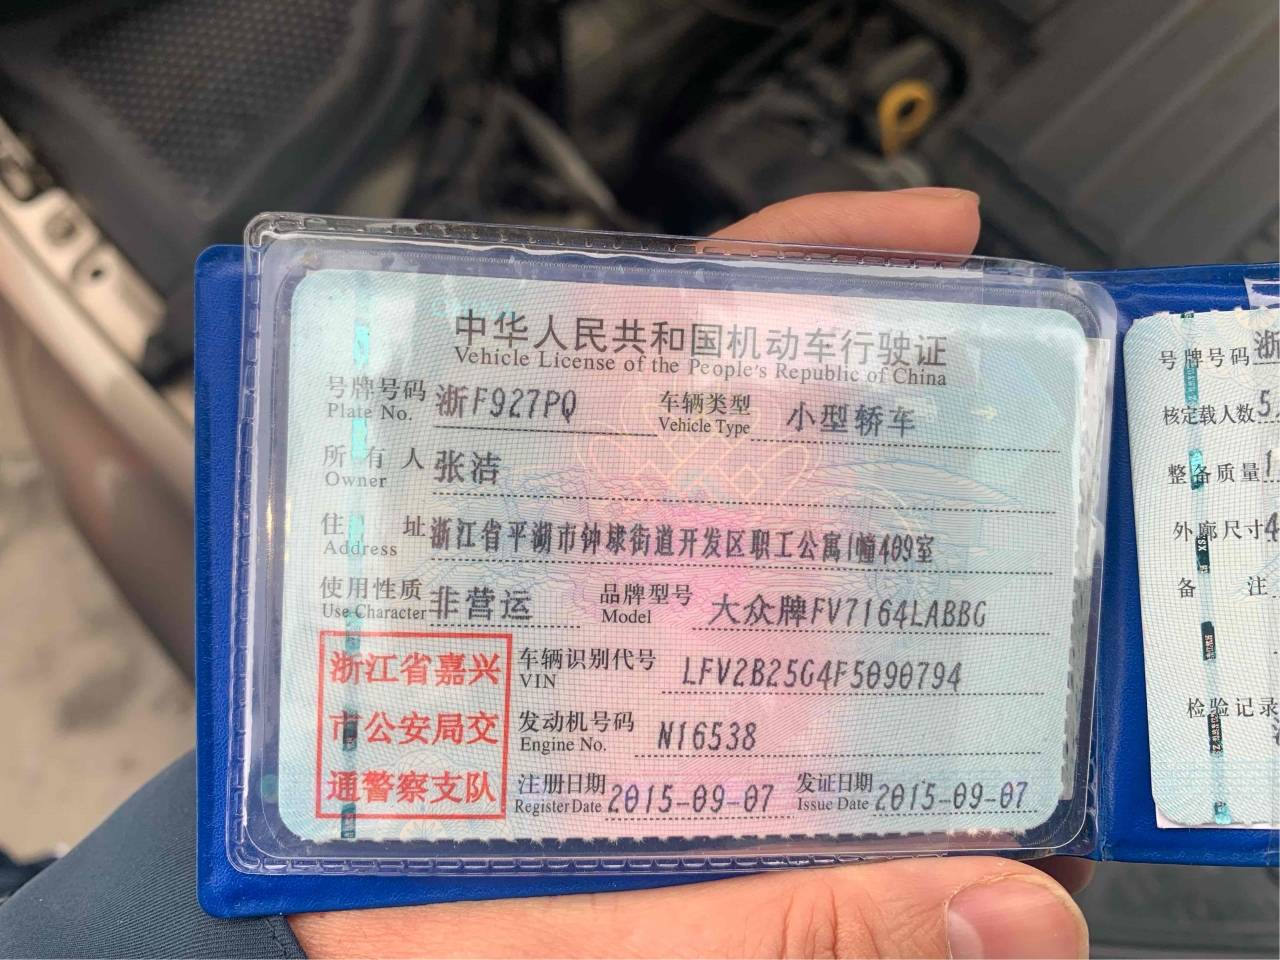 中华人民共和国机动车行驶证
Vehicle License of the People's Republic of China
号牌号码 浙F927PQ 车辆类型 小型轿车
Plate No. Vehicle Type
所有人 张洁
Owner
住址 浙江省平湖市钟埭街道开发区职工公寓1幢409室
Address
使用性质 非营运 品牌型号 大众牌FV7164LABBG
Use Character Model
浙江省嘉兴
市公安局交
通警察支队
车辆识别代号 LFV2B25G4F5090794
VIN
发动机号码 N16538
Engine No.
注册日期 2015-09-07 发证日期 2015-09-07
Register Date Issue Date
号牌号码 浙
核定载人数 5
整备质量 1
外廓尺寸 4
备注
检验记录